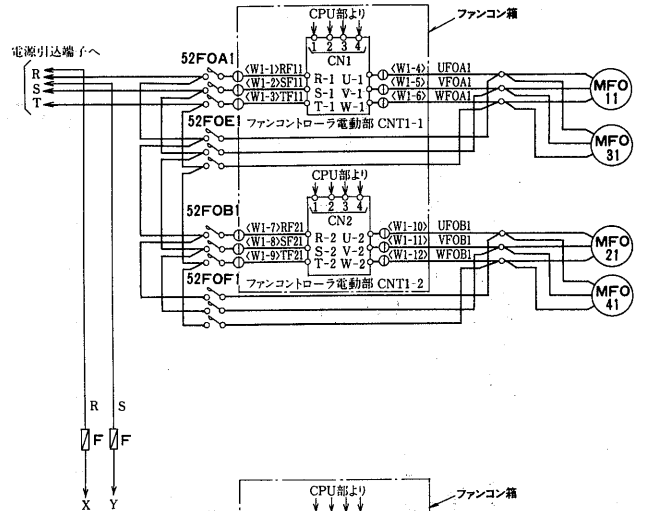 CPU部より
ファンコン箱
電源引込端子へ
1 2 3 4
CN1
52FOA1
R
S
T
〈W1-1〉RF11
〈W1-2〉SF11
〈W1-3〉TF11
R-1 U-1
S-1 V-1
T-1 W-1
〈W1-4〉 UFOA1
〈W1-5〉 VFOA1
〈W1-6〉 WFOA1
MFO
11
52FOE1
ファンコントローラ電動部 CNT1-1
MFO
31
CPU部より
1 2 3 4
CN2
52FOB1
〈W1-7〉RF21
〈W1-8〉SF21
〈W1-9〉TF21
R-2 U-2
S-2 V-2
T-2 W-2
〈W1-10〉 UFOB1
〈W1-11〉 VFOB1
〈W1-12〉 WFOB1
MFO
21
52FOF1
ファンコントローラ電動部 CNT1-2
MFO
41
R S
F F
X Y
CPU部より
ファンコン箱